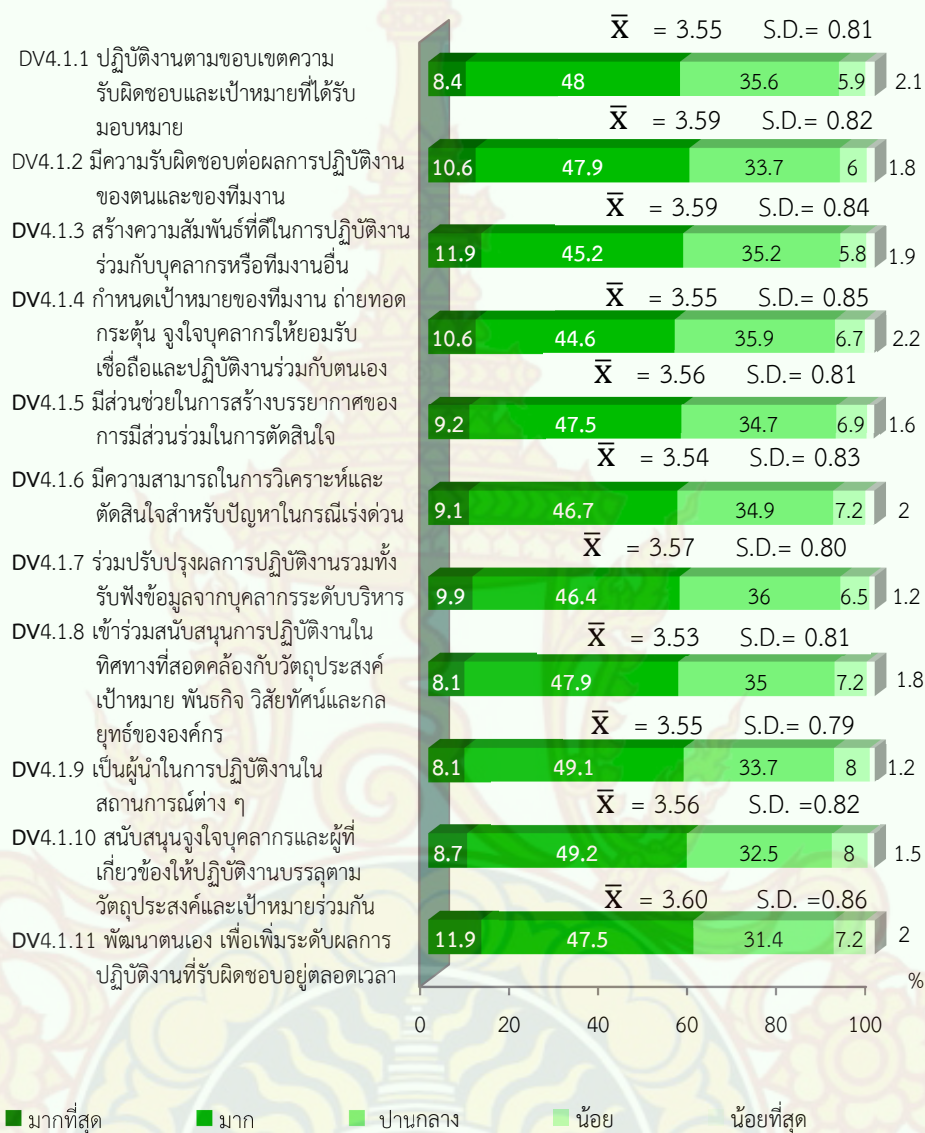 x̄ = 3.55 S.D.= 0.81
DV4.1.1 ปฏิบัติงานตามขอบเขตความ
รับผิดชอบและเป้าหมายที่ได้รับ
มอบหมาย
8.4 48 35.6 5.9 2.1
x̄ = 3.59 S.D.= 0.82
DV4.1.2 มีความรับผิดชอบต่อผลการปฏิบัติงาน
ของตนและของทีมงาน
10.6 47.9 33.7 6 1.8
x̄ = 3.59 S.D.= 0.84
DV4.1.3 สร้างความสัมพันธ์ที่ดีในการปฏิบัติงาน
ร่วมกับบุคลากรหรือทีมงานอื่น
11.9 45.2 35.2 5.8 1.9
x̄ = 3.55 S.D.= 0.85
DV4.1.4 กำหนดเป้าหมายของทีมงาน ถ่ายทอด
กระตุ้น จูงใจบุคลากรให้ยอมรับ
เชื่อถือและปฏิบัติงานร่วมกับตนเอง
10.6 44.6 35.9 6.7 2.2
x̄ = 3.56 S.D.= 0.81
DV4.1.5 มีส่วนช่วยในการสร้างบรรยากาศของ
การมีส่วนร่วมในการตัดสินใจ
9.2 47.5 34.7 6.9 1.6
x̄ = 3.54 S.D.= 0.83
DV4.1.6 มีความสามารถในการวิเคราะห์และ
ตัดสินใจสำหรับปัญหาในกรณีเร่งด่วน
9.1 46.7 34.9 7.2 2
x̄ = 3.57 S.D.= 0.80
DV4.1.7 ร่วมปรับปรุงผลการปฏิบัติงานรวมทั้ง
รับฟังข้อมูลจากบุคลากรระดับบริหาร
9.9 46.4 36 6.5 1.2
x̄ = 3.53 S.D.= 0.81
DV4.1.8 เข้าร่วมสนับสนุนการปฏิบัติงานใน
ทิศทางที่สอดคล้องกับวัตถุประสงค์
เป้าหมาย พันธกิจ วิสัยทัศน์และกล
ยุทธ์ขององค์กร
8.1 47.9 35 7.2 1.8
x̄ = 3.55 S.D.= 0.79
DV4.1.9 เป็นผู้นำในการปฏิบัติงานใน
สถานการณ์ต่าง ๆ
8.1 49.1 33.7 8 1.2
x̄ = 3.56 S.D. =0.82
DV4.1.10 สนับสนุนจูงใจบุคลากรและผู้ที่
เกี่ยวข้องให้ปฏิบัติงานบรรลุตาม
วัตถุประสงค์และเป้าหมายร่วมกัน
8.7 49.2 32.5 8 1.5
x̄ = 3.60 S.D. =0.86
DV4.1.11 พัฒนาตนเอง เพื่อเพิ่มระดับผลการ
ปฏิบัติงานที่รับผิดชอบอยู่ตลอดเวลา
11.9 47.5 31.4 7.2 2
%
0 20 40 60 80 100
มากที่สุด มาก ปานกลาง น้อย น้อยที่สุด